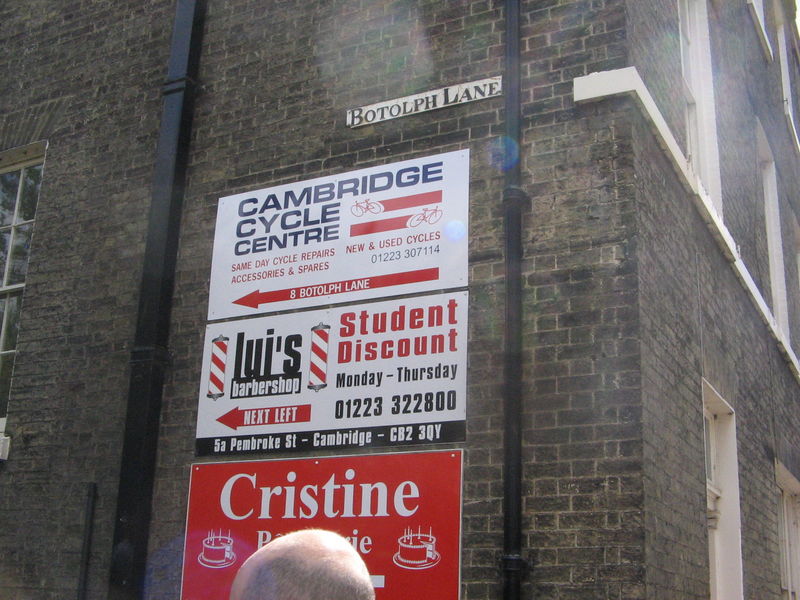 BOTOLPH LANE
CAMBRIDGE
CYCLE
CENTRE
SAME DAY CYCLE REPAIRS
ACCESSORIES & SPARES
NEW & USED CYCLES
01223 307114
8 BOTOLPH LANE
lui's
barbershop
Student
Discount
Monday - Thursday
NEXT LEFT
01223 322800
5a Pembroke St - Cambridge - CB2 3QY
Cristine